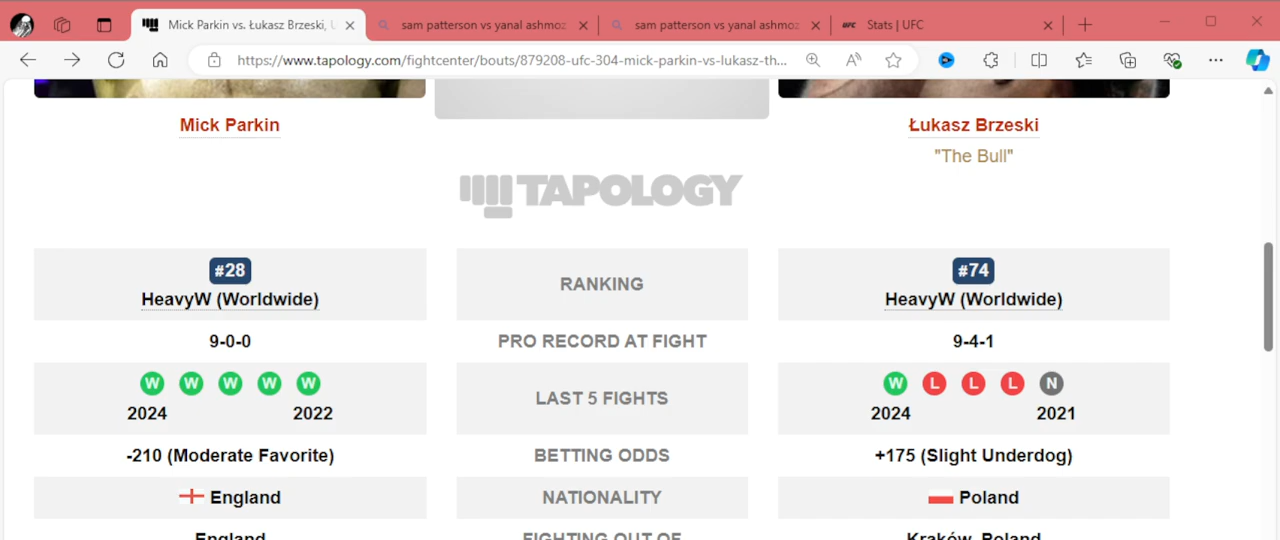 Mick Parkin vs. Łukasz Brzeski, U
sam patterson vs yanal ashmoz
sam patterson vs yanal ashmoz
UFC Stats | UFC
https://www.tapology.com/fightcenter/bouts/879208-ufc-304-mick-parkin-vs-lukasz-th...
Mick Parkin
Łukasz Brzeski
"The Bull"
TAPOLOGY
#28
HeavyW (Worldwide)
RANKING
#74
HeavyW (Worldwide)
9-0-0
PRO RECORD AT FIGHT
9-4-1
W W W W W
2024 2022
LAST 5 FIGHTS
W L L L N
2024 2021
-210 (Moderate Favorite)
BETTING ODDS
+175 (Slight Underdog)
England
NATIONALITY
Poland
England
FIGHTING OUT OF
Kraków, Poland